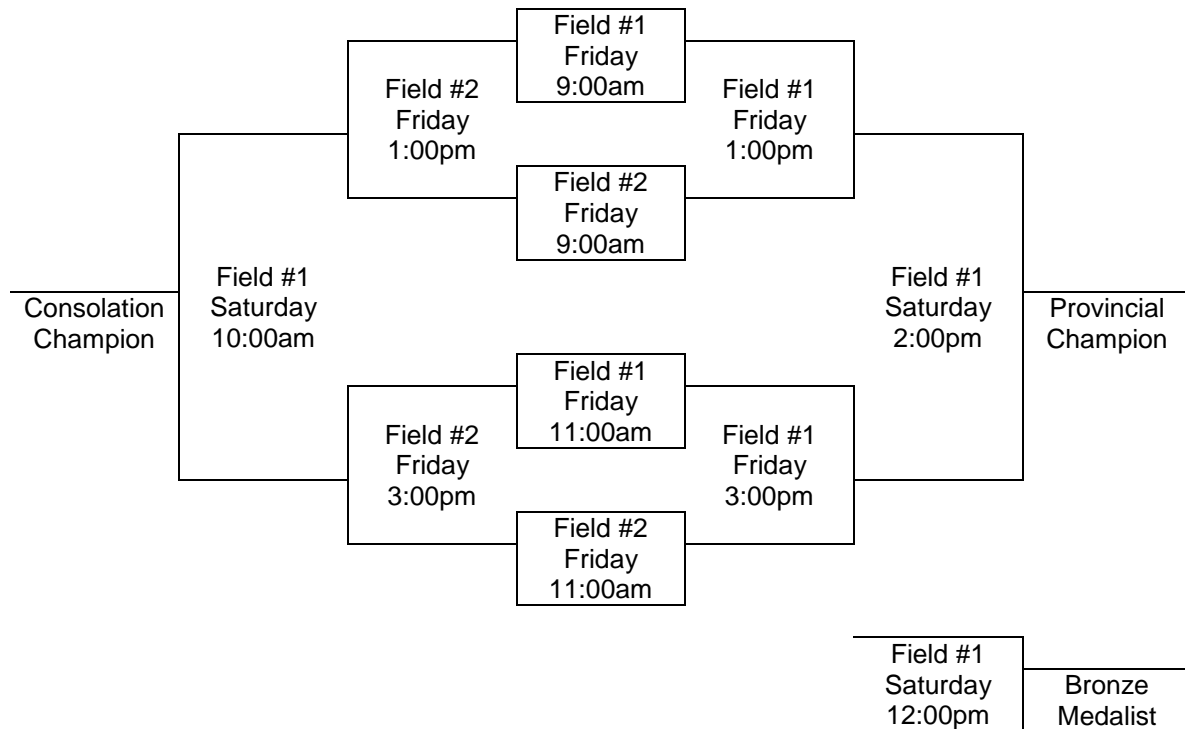 Field #1
Friday
9:00am
Field #2
Friday
1:00pm
Field #1
Friday
1:00pm
Field #2
Friday
9:00am
Consolation
Champion
Field #1
Saturday
10:00am
Field #1
Saturday
2:00pm
Provincial
Champion
Field #1
Friday
11:00am
Field #2
Friday
3:00pm
Field #1
Friday
3:00pm
Field #2
Friday
11:00am
Field #1
Saturday
12:00pm
Bronze
Medalist